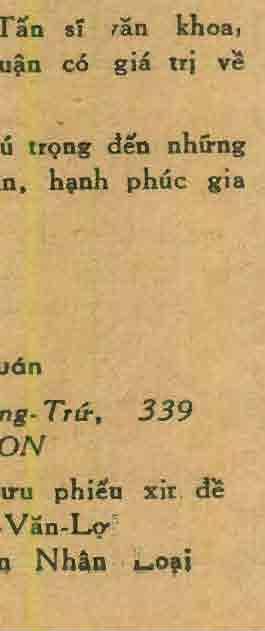 Tấn sĩ văn khoa,
uận có giá trị về
ú trọng đến những
n, hạnh phúc gia
uán
ng-Trứ, 339
ON
ưu phiếu xin đề
-Văn-Lợ
n Nhân Loại